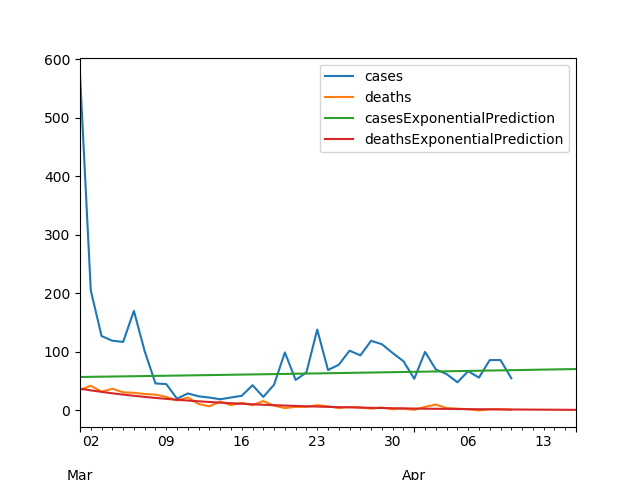 600
cases
deaths
casesExponentialPrediction
deathsExponentialPrediction
500
400
300
200
100
0
02 09 16 23 30 06 13
Mar Apr